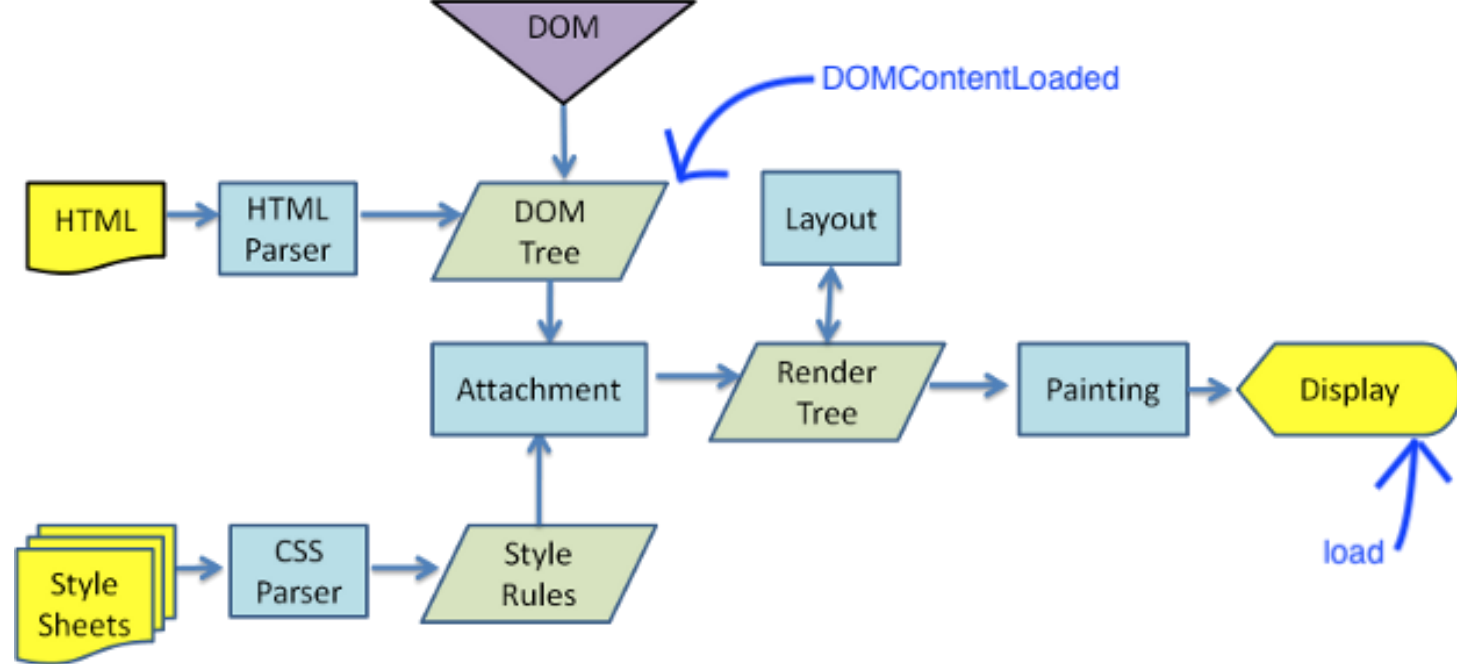 DOM
DOMContentLoaded
HTML
HTML
Parser
DOM
Tree
Layout
Attachment
Render
Tree
Painting
Display
Style
Sheets
CSS
Parser
Style
Rules
load